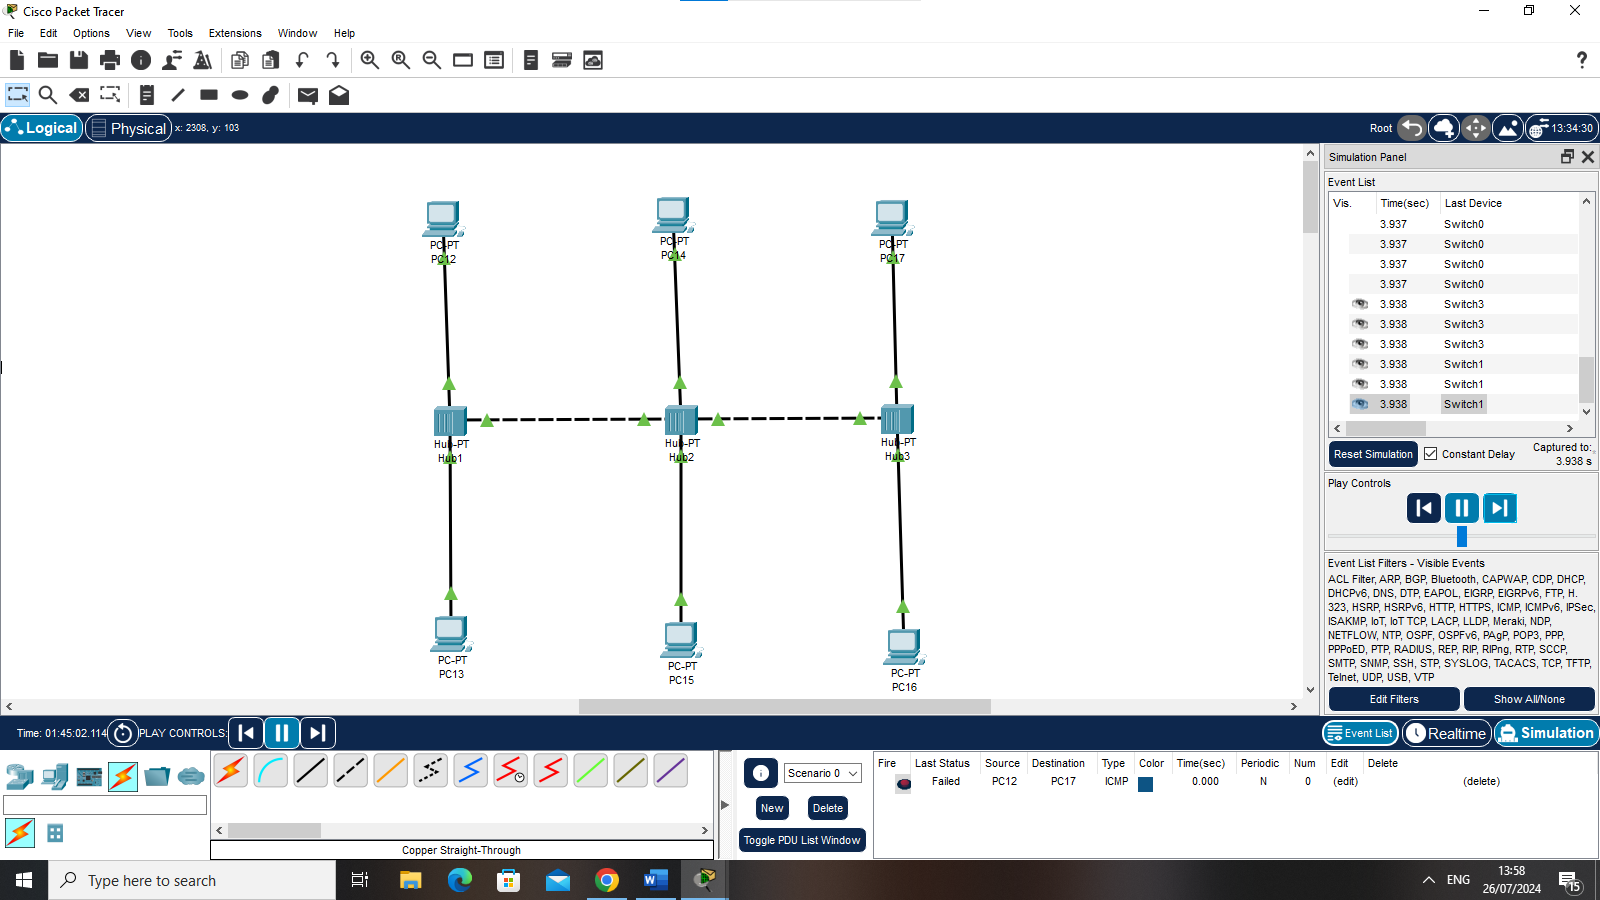 Cisco Packet Tracer
File Edit Options View Tools Extensions Window Help
Logical Physical x: 2308, y: 103 Root 13:34:30
Simulation Panel
Event List
Vis. Time(sec) Last Device
3.937 Switch0
3.937 Switch0
3.937 Switch0
3.937 Switch0
3.938 Switch3
3.938 Switch3
3.938 Switch3
3.938 Switch1
3.938 Switch1
3.938 Switch1
Reset Simulation Constant Delay Captured to:
3.938 s
Play Controls
Event List Filters - Visible Events
ACL Filter, ARP, BGP, Bluetooth, CAPWAP, CDP, DHCP,
DHCPv6, DNS, DTP, EAPOL, EIGRP, EIGRPv6, FTP, H.
323, HSRP, HSRPv6, HTTP, HTTPS, ICMP, ICMPv6, IPSec,
ISAKMP, IoT, IoT TCP, LACP, LLDP, Meraki, NDP,
NETFLOW, NTP, OSPF, OSPFv6, PAgP, POP3, PPP,
PPPoED, PTP, RADIUS, REP, RIP, RIPng, RTP, SCCP,
SMTP, SNMP, SSH, STP, SYSLOG, TACACS, TCP, TFTP,
Telnet, UDP, USB, VTP
Edit Filters Show All/None
PC-PT
PC12
PC-PT
PC14
PC-PT
PC17
Hub-PT
Hub1
Hub-PT
Hub2
Hub-PT
Hub3
PC-PT
PC13
PC-PT
PC15
PC-PT
PC16
Time: 01:45:02.114 PLAY CONTROLS: Event List Realtime Simulation
Copper Straight-Through
Scenario 0
New Delete
Toggle PDU List Window
Fire Last Status Source Destination Type Color Time(sec) Periodic Num Edit Delete
Failed PC12 PC17 ICMP 0.000 N 0 (edit) (delete)
Type here to search
ENG
13:58
26/07/2024
15